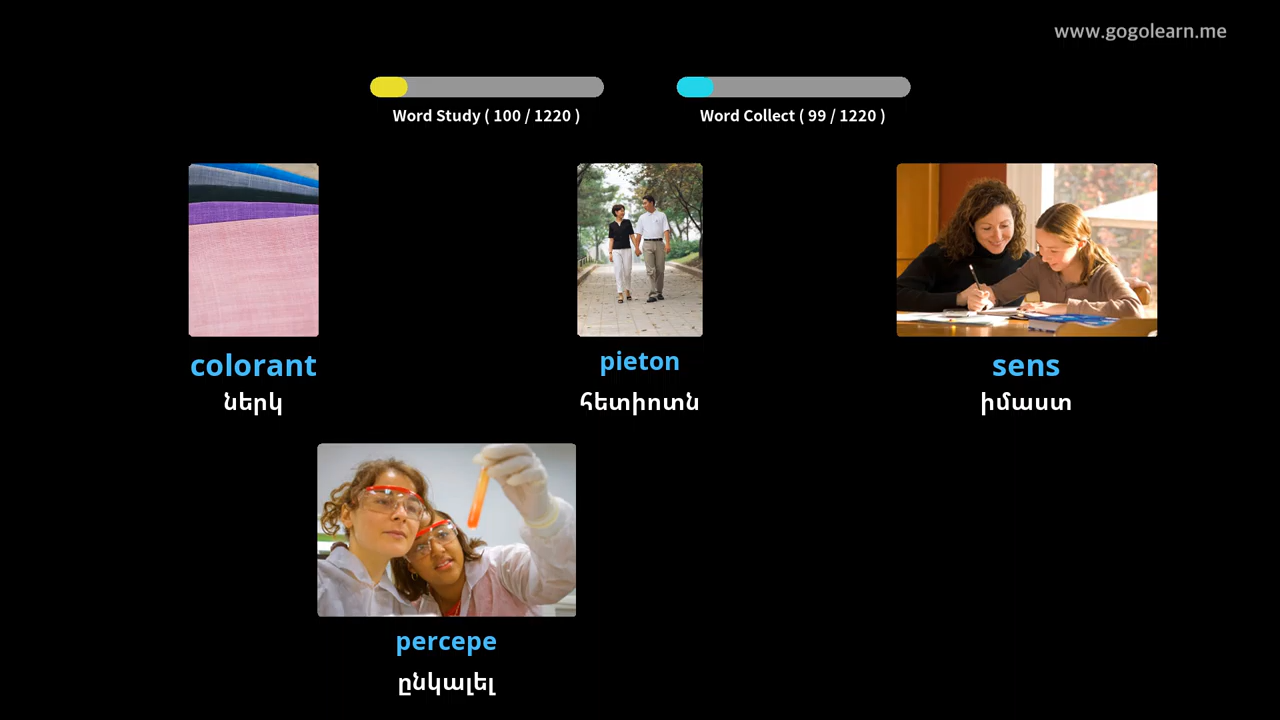 www.gogolearn.me
Word Study ( 100 / 1220 )
Word Collect ( 99 / 1220 )
colorant
ներկ
pieton
հետիոտն
sens
իմաստ
percepe
ընկալել